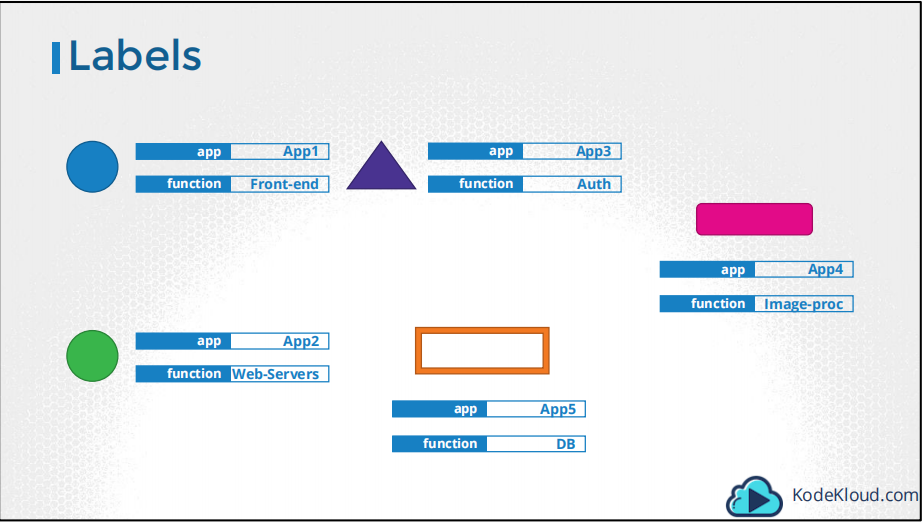 Labels
app App1
function Front-end
app App3
function Auth
app App4
function Image-proc
app App2
function Web-Servers
app App5
function DB
KodeKloud.com